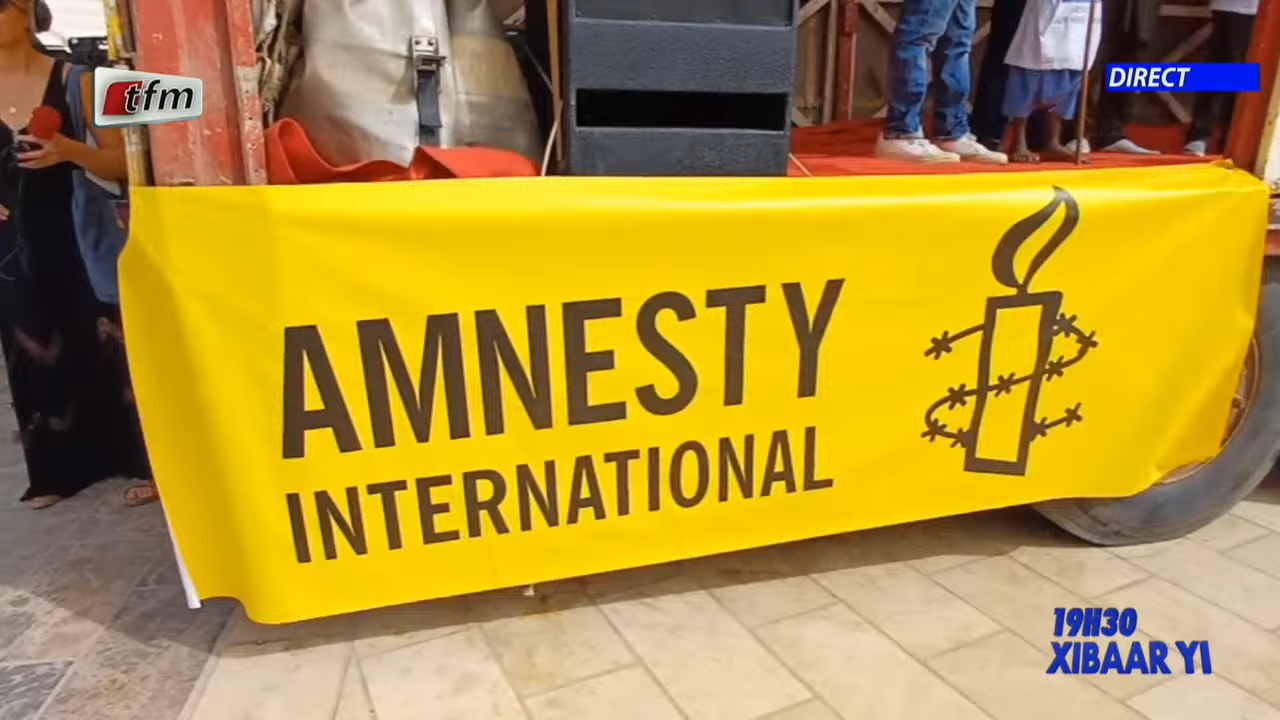 tfm
DIRECT
AMNESTY
INTERNATIONAL
19H30
XIBAAR YI